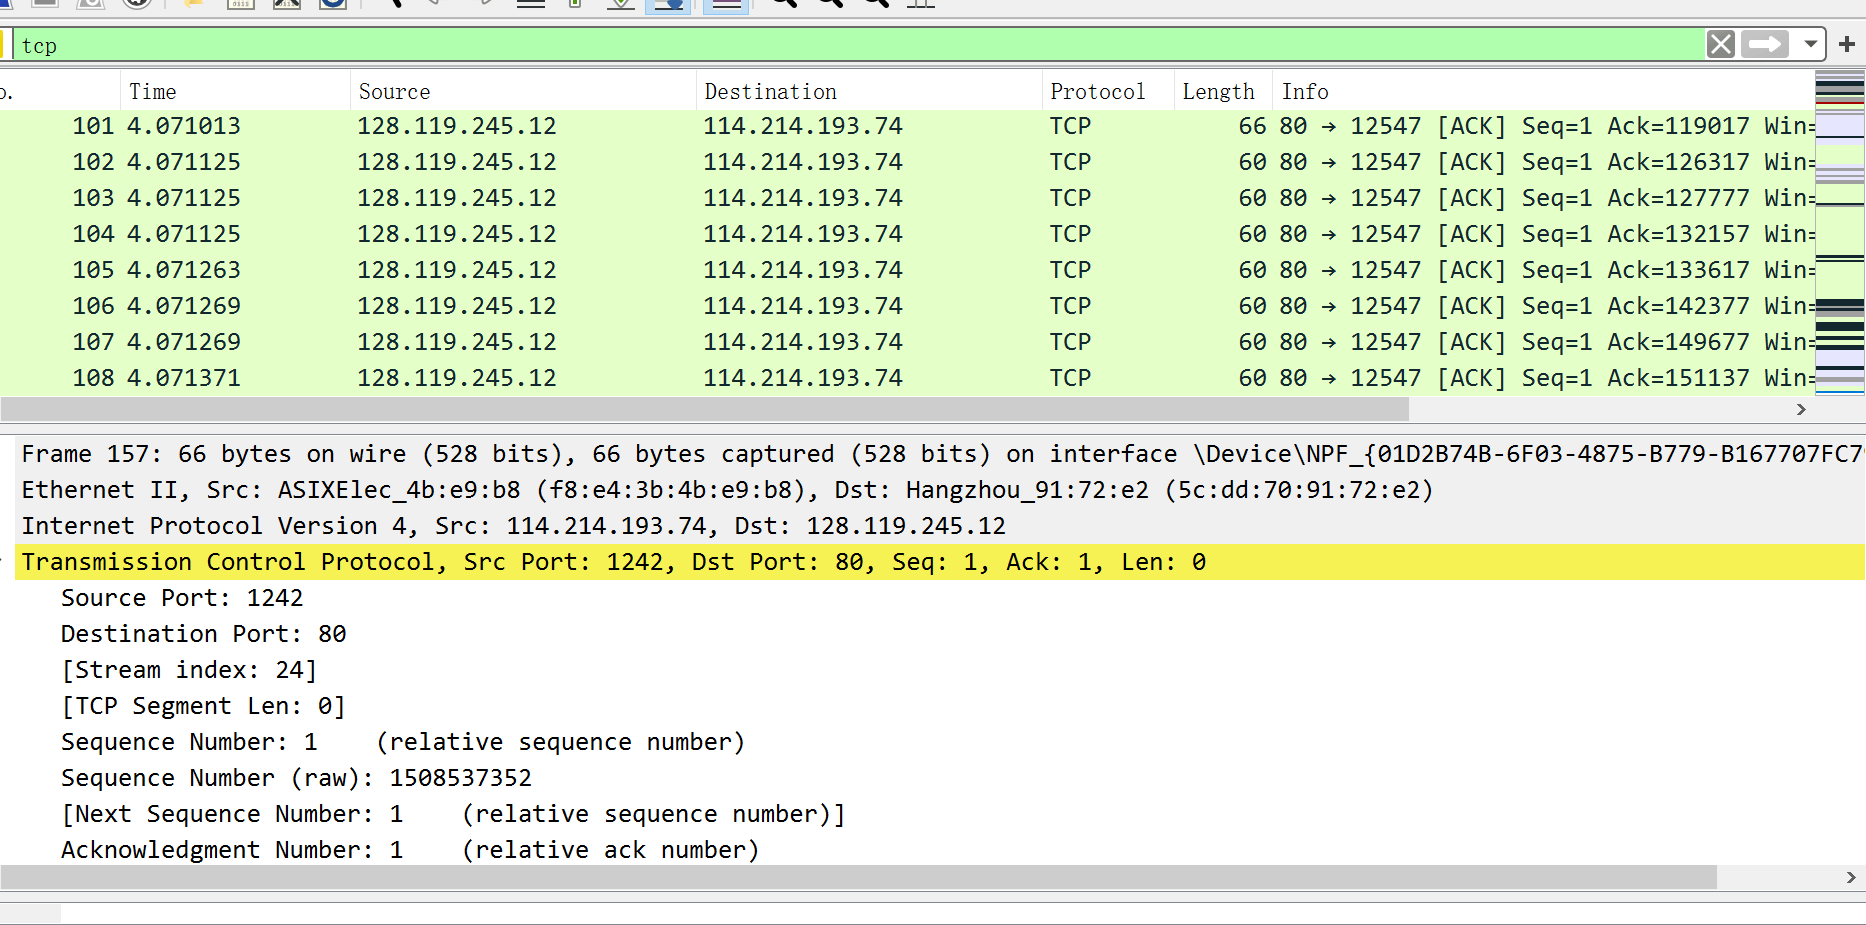 tcp
o. Time Source Destination Protocol Length Info
101 4.071013 128.119.245.12 114.214.193.74 TCP 66 80 → 12547 [ACK] Seq=1 Ack=119017 Win=
102 4.071125 128.119.245.12 114.214.193.74 TCP 60 80 → 12547 [ACK] Seq=1 Ack=126317 Win=
103 4.071125 128.119.245.12 114.214.193.74 TCP 60 80 → 12547 [ACK] Seq=1 Ack=127777 Win=
104 4.071125 128.119.245.12 114.214.193.74 TCP 60 80 → 12547 [ACK] Seq=1 Ack=132157 Win=
105 4.071263 128.119.245.12 114.214.193.74 TCP 60 80 → 12547 [ACK] Seq=1 Ack=133617 Win=
106 4.071269 128.119.245.12 114.214.193.74 TCP 60 80 → 12547 [ACK] Seq=1 Ack=142377 Win=
107 4.071269 128.119.245.12 114.214.193.74 TCP 60 80 → 12547 [ACK] Seq=1 Ack=149677 Win=
108 4.071371 128.119.245.12 114.214.193.74 TCP 60 80 → 12547 [ACK] Seq=1 Ack=151137 Win=
Frame 157: 66 bytes on wire (528 bits), 66 bytes captured (528 bits) on interface \Device\NPF_{01D2B74B-6F03-4875-B779-B167707FC79
Ethernet II, Src: ASIXElec_4b:e9:b8 (f8:e4:3b:4b:e9:b8), Dst: Hangzhou_91:72:e2 (5c:dd:70:91:72:e2)
Internet Protocol Version 4, Src: 114.214.193.74, Dst: 128.119.245.12
Transmission Control Protocol, Src Port: 1242, Dst Port: 80, Seq: 1, Ack: 1, Len: 0
Source Port: 1242
Destination Port: 80
[Stream index: 24]
[TCP Segment Len: 0]
Sequence Number: 1 (relative sequence number)
Sequence Number (raw): 1508537352
[Next Sequence Number: 1 (relative sequence number)]
Acknowledgment Number: 1 (relative ack number)